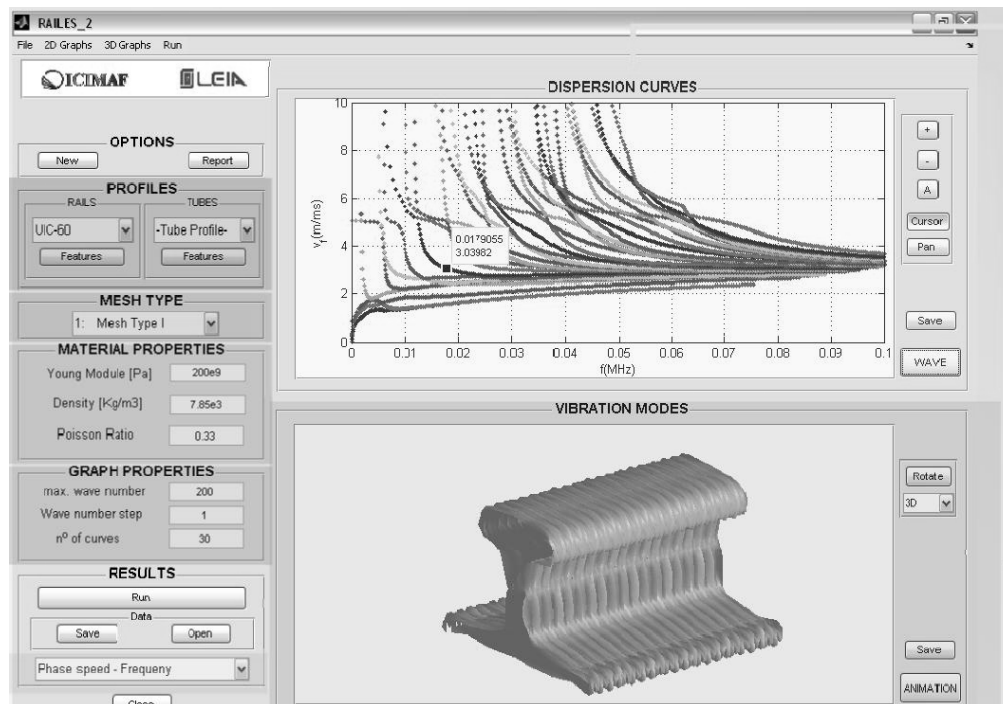 RAILES_2
File 2D Graphs 3D Graphs Run
ICIMAF LEIA
OPTIONS
New Report
PROFILES
RAILS TUBES
UIC-60 -Tube Profile-
Features Features
MESH TYPE
1: Mesh Type I
MATERIAL PROPERTIES
Young Module [Pa] 200e9
Density [Kg/m3] 7.85e3
Poisson Ratio 0.33
GRAPH PROPERTIES
max. wave number 200
Wave number step 1
nº of curves 30
RESULTS
Run
Data
Save Open
Phase speed - Frequeny
Close
DISPERSION CURVES
10
8
6
4
2
0
vf(m/ms)
0.0179055
3.03982
0 0.01 0.02 0.03 0.04 0.05 0.06 0.07 0.08 0.09 0.1
f(MHz)
+
-
A
Cursor
Pan
Save
WAVE
VIBRATION MODES
Rotate
3D
Save
ANIMATION